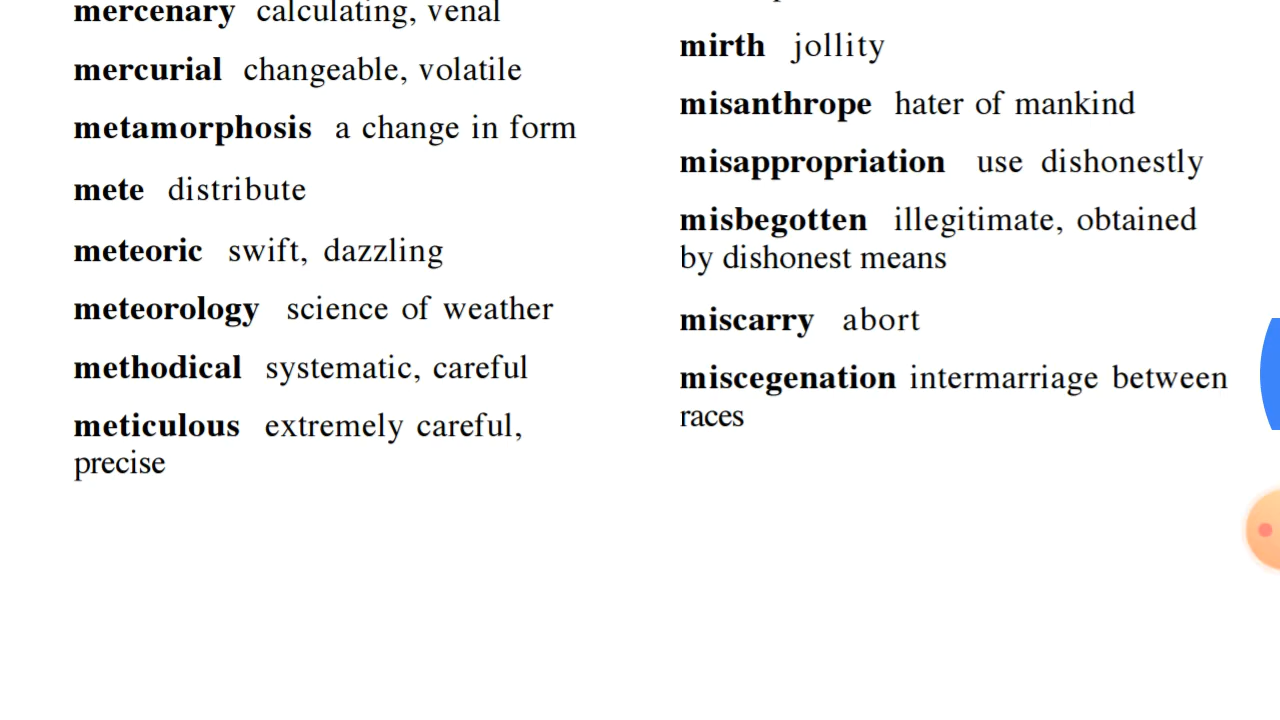 mercenary calculating, venal
mercurial changeable, volatile
metamorphosis a change in form
mete distribute
meteoric swift, dazzling
meteorology science of weather
methodical systematic, careful
meticulous extremely careful,
precise
mirth jollity
misanthrope hater of mankind
misappropriation use dishonestly
misbegotten illegitimate, obtained
by dishonest means
miscarry abort
miscegenation intermarriage between
races